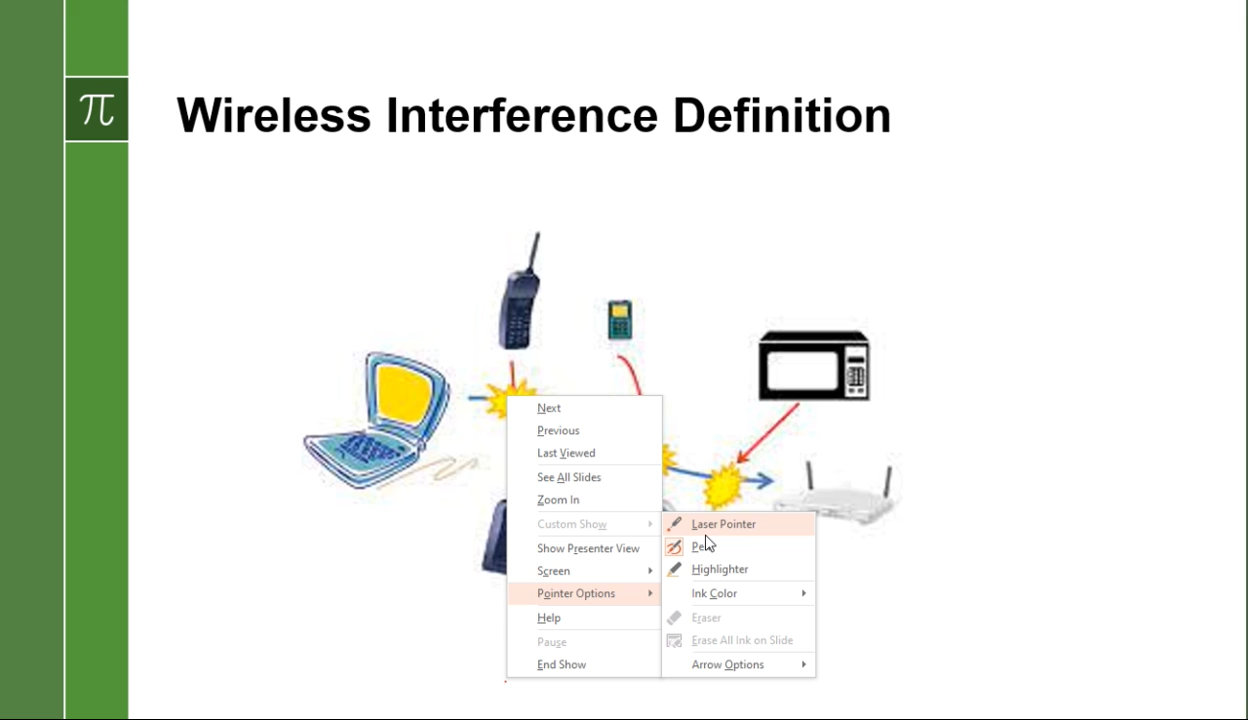 π
Wireless Interference Definition
Next
Previous
Last Viewed
See All Slides
Zoom In
Custom Show
Show Presenter View
Screen
Pointer Options
Help
Pause
End Show
Laser Pointer
Pen
Highlighter
Ink Color
Eraser
Erase All Ink on Slide
Arrow Options